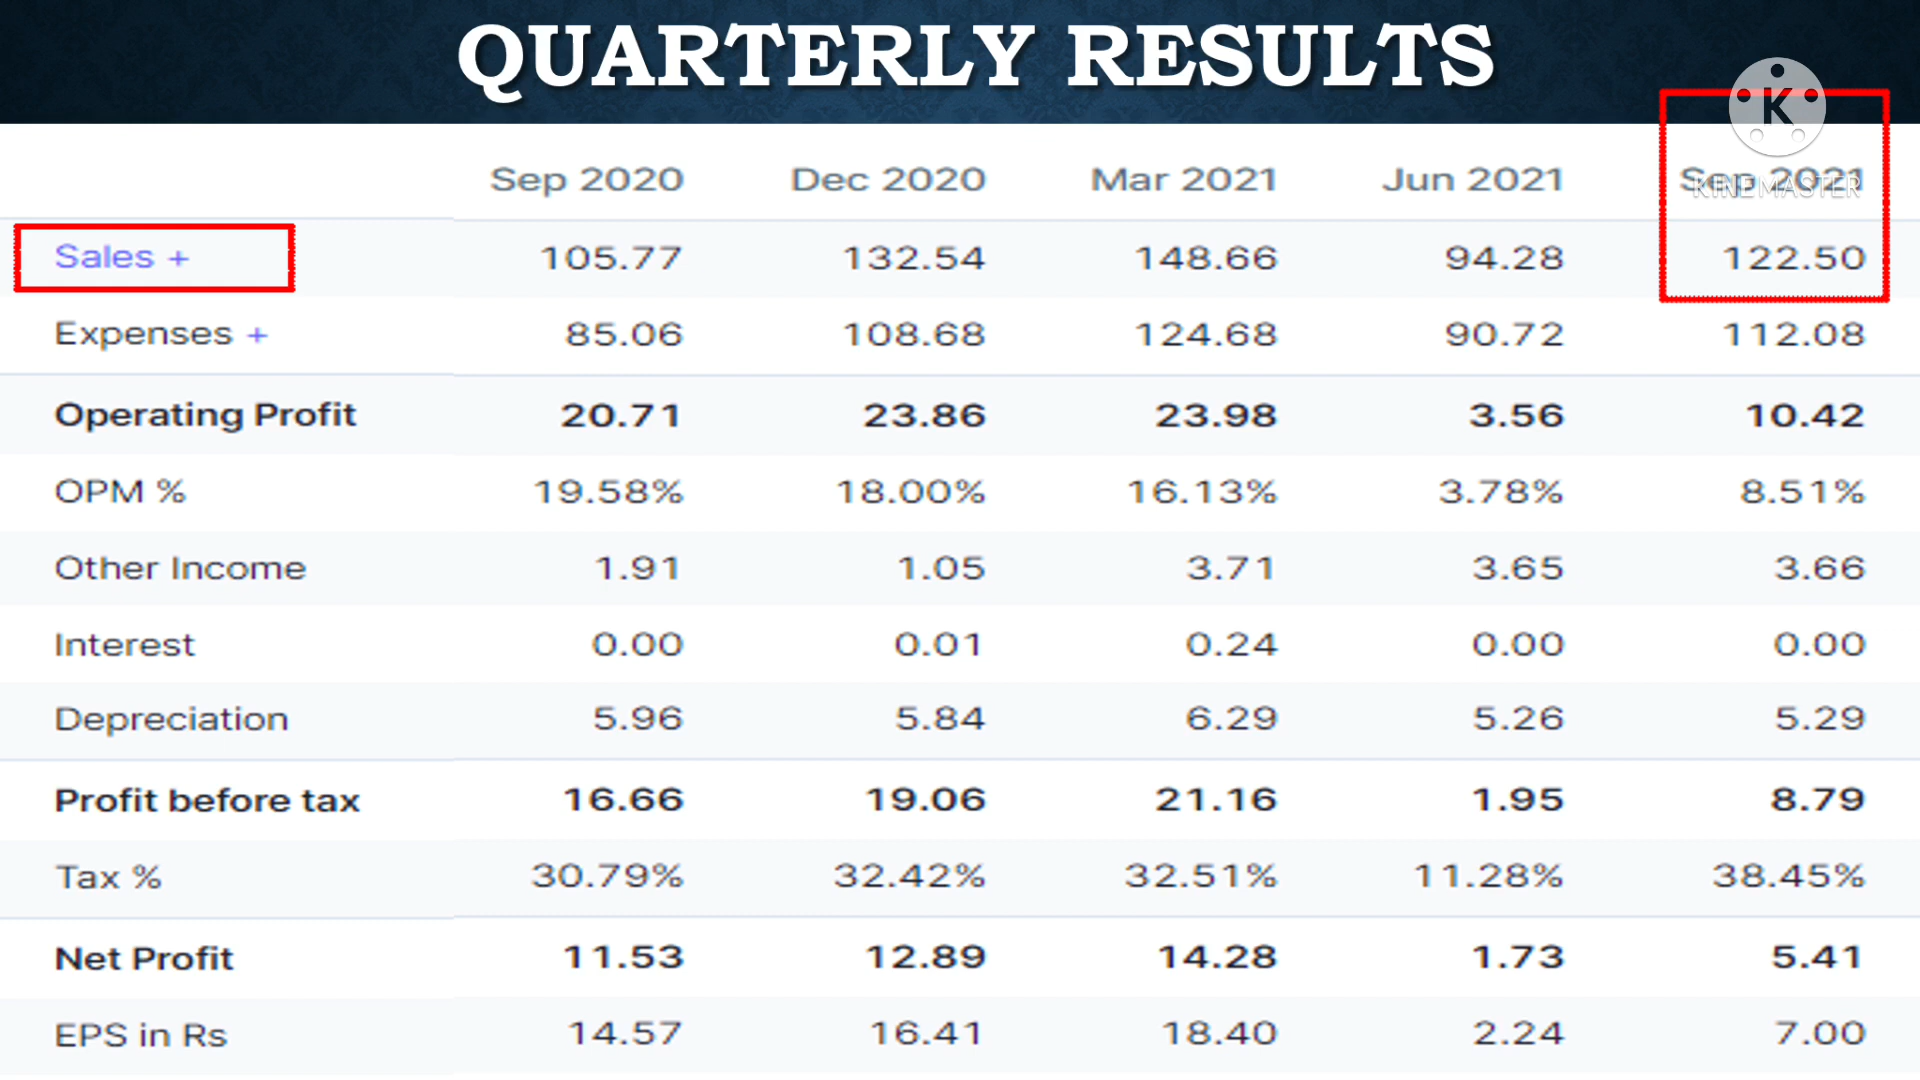 QUARTERLY RESULTS
K
Sep 2020 Dec 2020 Mar 2021 Jun 2021 Sep 2021
KINEMASTER
Sales + 105.77 132.54 148.66 94.28 122.50
Expenses + 85.06 108.68 124.68 90.72 112.08
Operating Profit 20.71 23.86 23.98 3.56 10.42
OPM % 19.58% 18.00% 16.13% 3.78% 8.51%
Other Income 1.91 1.05 3.71 3.65 3.66
Interest 0.00 0.01 0.24 0.00 0.00
Depreciation 5.96 5.84 6.29 5.26 5.29
Profit before tax 16.66 19.06 21.16 1.95 8.79
Tax % 30.79% 32.42% 32.51% 11.28% 38.45%
Net Profit 11.53 12.89 14.28 1.73 5.41
EPS in Rs 14.57 16.41 18.40 2.24 7.00